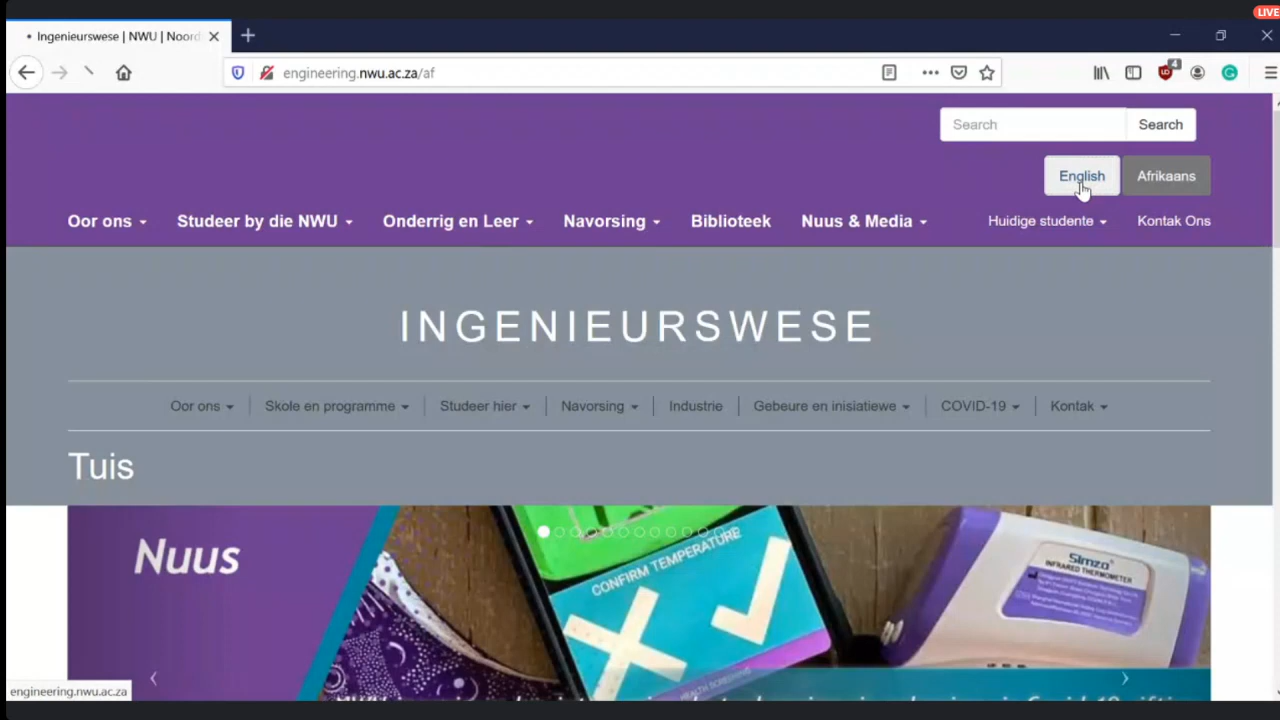 LIVE
Ingenieurswese | NWU | Noord
engineering.nwu.ac.za/af
4
Search Search
English Afrikaans
Oor ons Studeer by die NWU Onderrig en Leer Navorsing Biblioteek Nuus & Media Huidige studente Kontak Ons
INGENIEURSWESE
Oor ons Skole en programme Studeer hier Navorsing Industrie Gebeure en inisiatiewe COVID-19 Kontak
Tuis
Nuus
CONFIRM TEMPERATURE
Simzo
INFRARED THERMOMETER
HEALTH SCREENING
engineering.nwu.ac.za